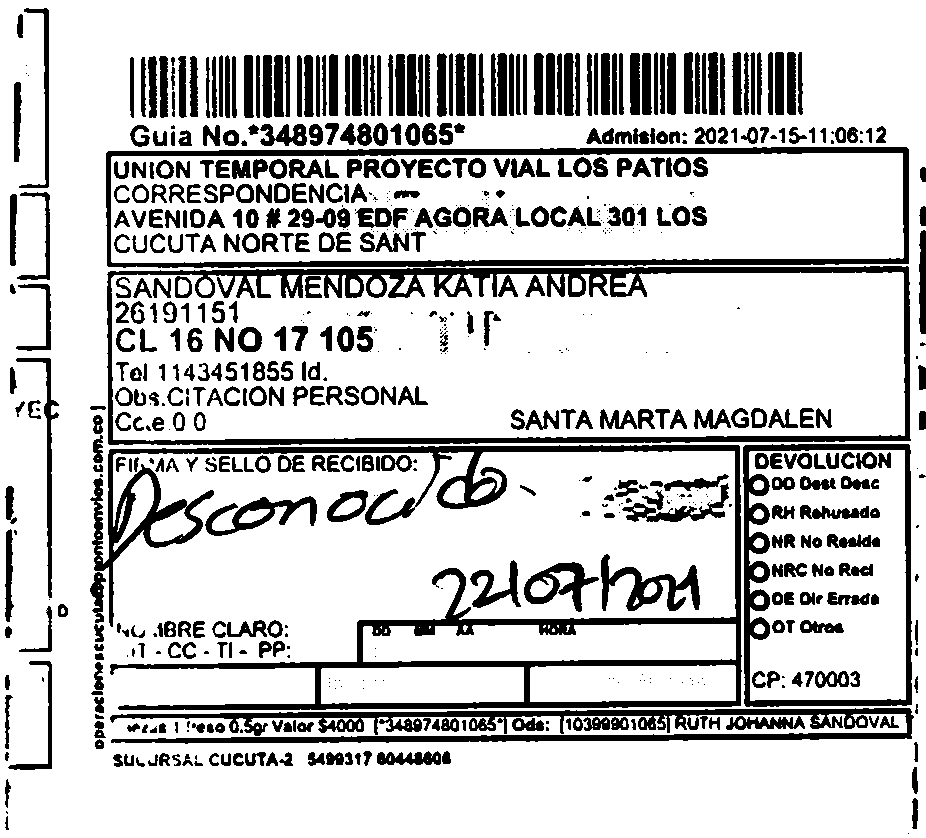 Guia No.*348974801065*
Admision: 2021-07-15-11:06:12
UNION TEMPORAL PROYECTO VIAL LOS PATIOS
CORRESPONDENCIA
AVENIDA 10 # 29-09 EDF AGORA LOCAL 301 LOS
CUCUTA NORTE DE SANT
SANDOVAL MENDOZA KATIA ANDREA
26191151
CL 16 NO 17 105
Tel 1143451855 Id.
Obs.CITACION PERSONAL
Cc.e 0 0
SANTA MARTA MAGDALEN
YEC
operacionescucuta@prontoenvios.com.co
FIRMA Y SELLO DE RECIBIDO:
Desconocido
22/07/2021
D
NOMBRE CLARO:
- CC - TI - PP:
DD MM AA HORA
DEVOLUCION
DD Dest Desc
RH Rehusado
NR No Reside
NRC No Recl
DE Dir Errada
OT Otros
CP: 470003
1 Peso 0.5gr Valor $4000 [*348974801065*] Ods: [10399901065] RUTH JOHANNA SANDOVAL
SUCURSAL CUCUTA-2 5499317 60448606